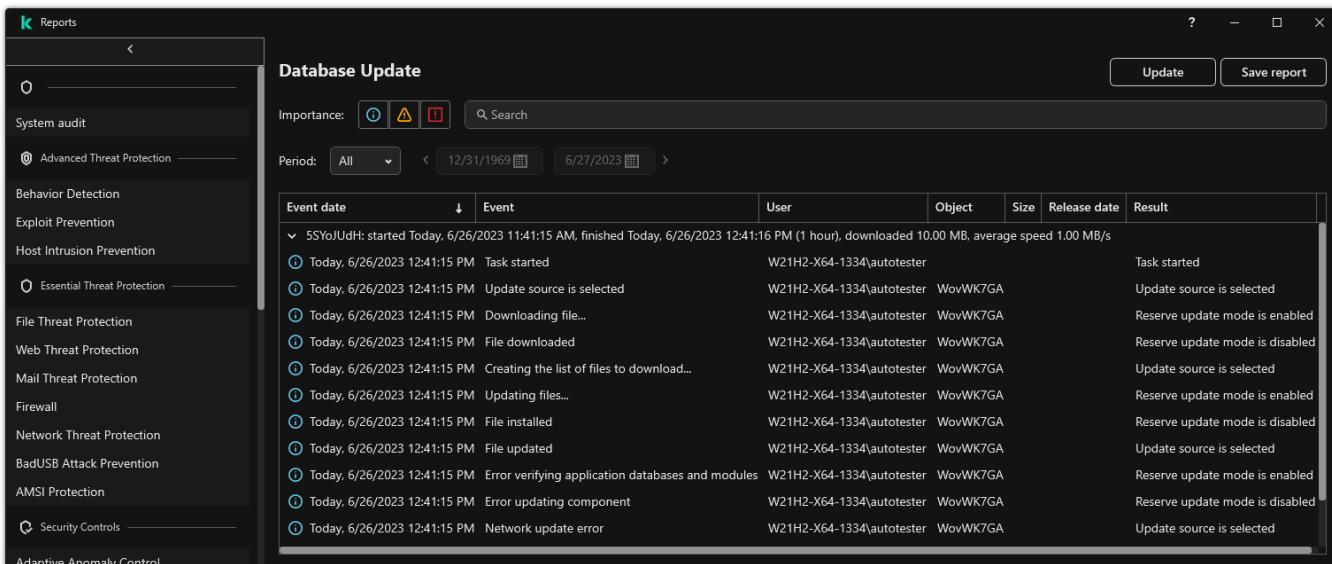 Reports
?
System audit
Advanced Threat Protection
Behavior Detection
Exploit Prevention
Host Intrusion Prevention
Essential Threat Protection
File Threat Protection
Web Threat Protection
Mail Threat Protection
Firewall
Network Threat Protection
BadUSB Attack Prevention
AMSI Protection
Security Controls
Adaptive Anomaly Control
Database Update
Update
Save report
Importance:
Search
Period: All 12/31/1969 6/27/2023
Event date Event User Object Size Release date Result
5SYoJUdH: started Today, 6/26/2023 11:41:15 AM, finished Today, 6/26/2023 12:41:16 PM (1 hour), downloaded 10.00 MB, average speed 1.00 MB/s
Today, 6/26/2023 12:41:15 PM Task started W21H2-X64-1334\autotester Task started
Today, 6/26/2023 12:41:15 PM Update source is selected W21H2-X64-1334\autotester WovWK7GA Update source is selected
Today, 6/26/2023 12:41:15 PM Downloading file... W21H2-X64-1334\autotester WovWK7GA Reserve update mode is enabled
Today, 6/26/2023 12:41:15 PM File downloaded W21H2-X64-1334\autotester WovWK7GA Reserve update mode is disabled
Today, 6/26/2023 12:41:15 PM Creating the list of files to download... W21H2-X64-1334\autotester WovWK7GA Update source is selected
Today, 6/26/2023 12:41:15 PM Updating files... W21H2-X64-1334\autotester WovWK7GA Reserve update mode is enabled
Today, 6/26/2023 12:41:15 PM File installed W21H2-X64-1334\autotester WovWK7GA Reserve update mode is disabled
Today, 6/26/2023 12:41:15 PM File updated W21H2-X64-1334\autotester WovWK7GA Update source is selected
Today, 6/26/2023 12:41:15 PM Error verifying application databases and modules W21H2-X64-1334\autotester WovWK7GA Reserve update mode is enabled
Today, 6/26/2023 12:41:15 PM Error updating component W21H2-X64-1334\autotester WovWK7GA Reserve update mode is disabled
Today, 6/26/2023 12:41:15 PM Network update error W21H2-X64-1334\autotester WovWK7GA Update source is selected